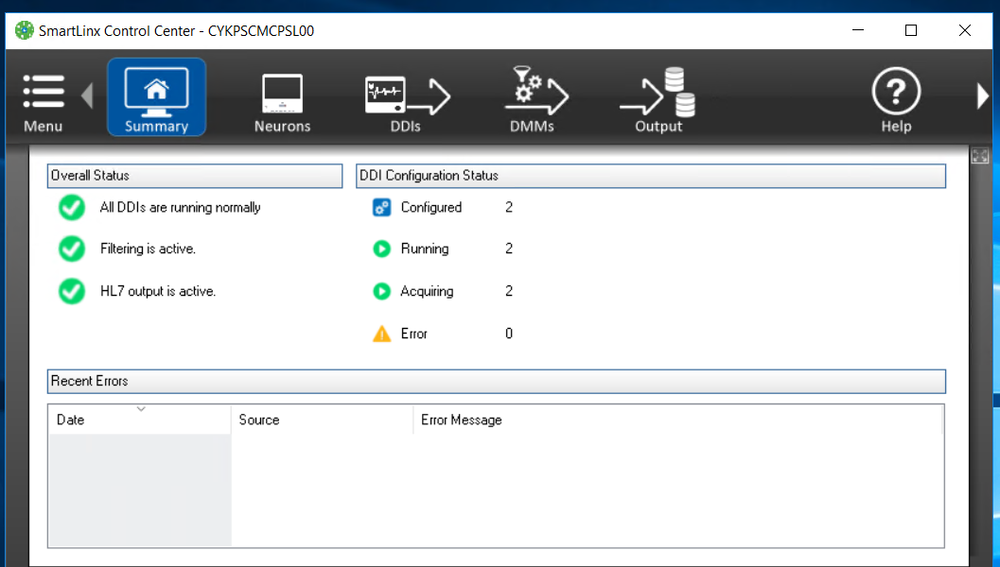 SmartLinx Control Center - CYKPSCMCPSL00
Menu
Summary
Neurons
DDIs
DMMs
Output
Help
Overall Status
DDI Configuration Status
All DDIs are running normally
Configured 2
Filtering is active.
Running 2
HL7 output is active.
Acquiring 2
Error 0
Recent Errors
Date Source Error Message